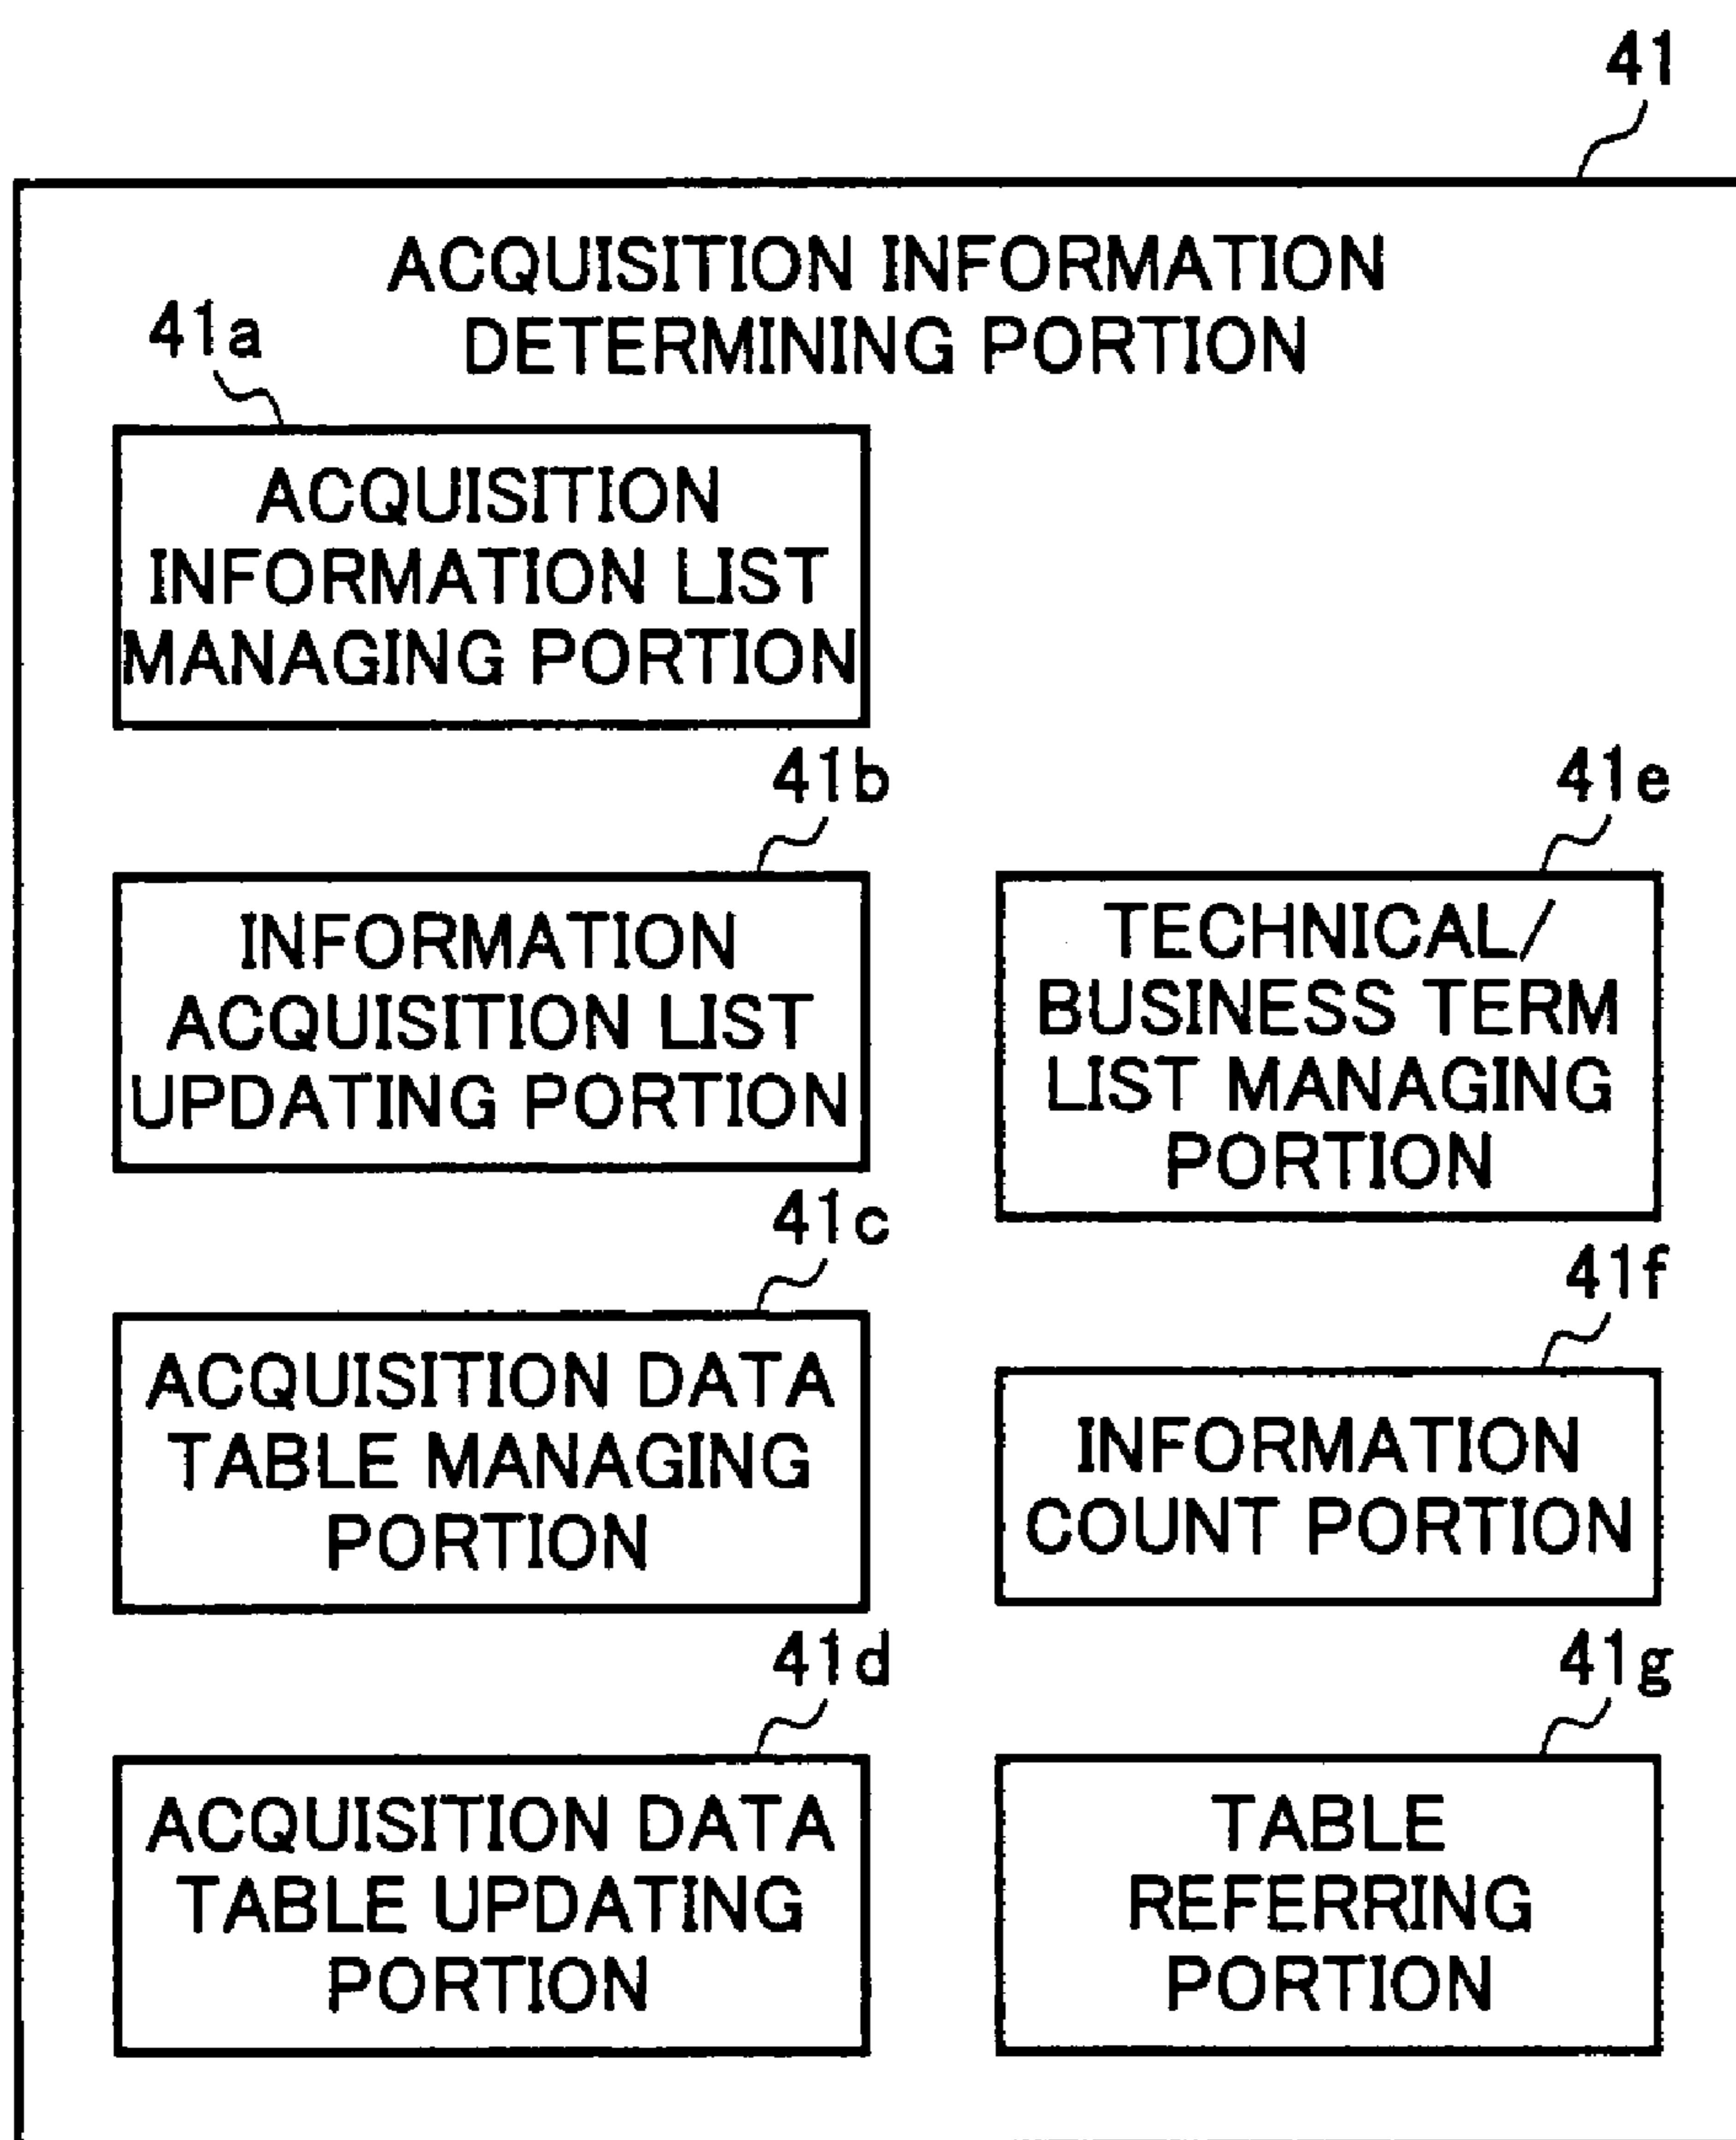 41
ACQUISITION INFORMATION
DETERMINING PORTION
41a
ACQUISITION
INFORMATION LIST
MANAGING PORTION
41b
INFORMATION
ACQUISITION LIST
UPDATING PORTION
41c
ACQUISITION DATA
TABLE MANAGING
PORTION
41d
ACQUISITION DATA
TABLE UPDATING
PORTION
41e
TECHNICAL/
BUSINESS TERM
LIST MANAGING
PORTION
41f
INFORMATION
COUNT PORTION
41g
TABLE
REFERRING
PORTION